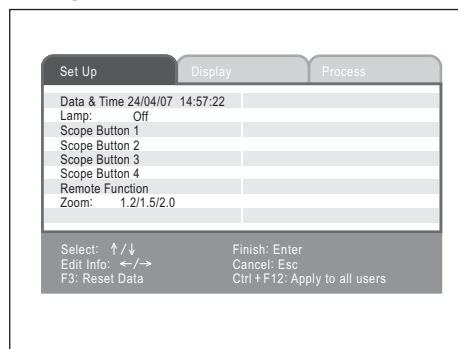 Set Up Display Process
Data & Time 24/04/07 14:57:22
Lamp: Off
Scope Button 1
Scope Button 2
Scope Button 3
Scope Button 4
Remote Function
Zoom: 1.2/1.5/2.0
Select: ↑/↓ Finish: Enter
Edit Info: ←/→ Cancel: Esc
F3: Reset Data Ctrl + F12: Apply to all users